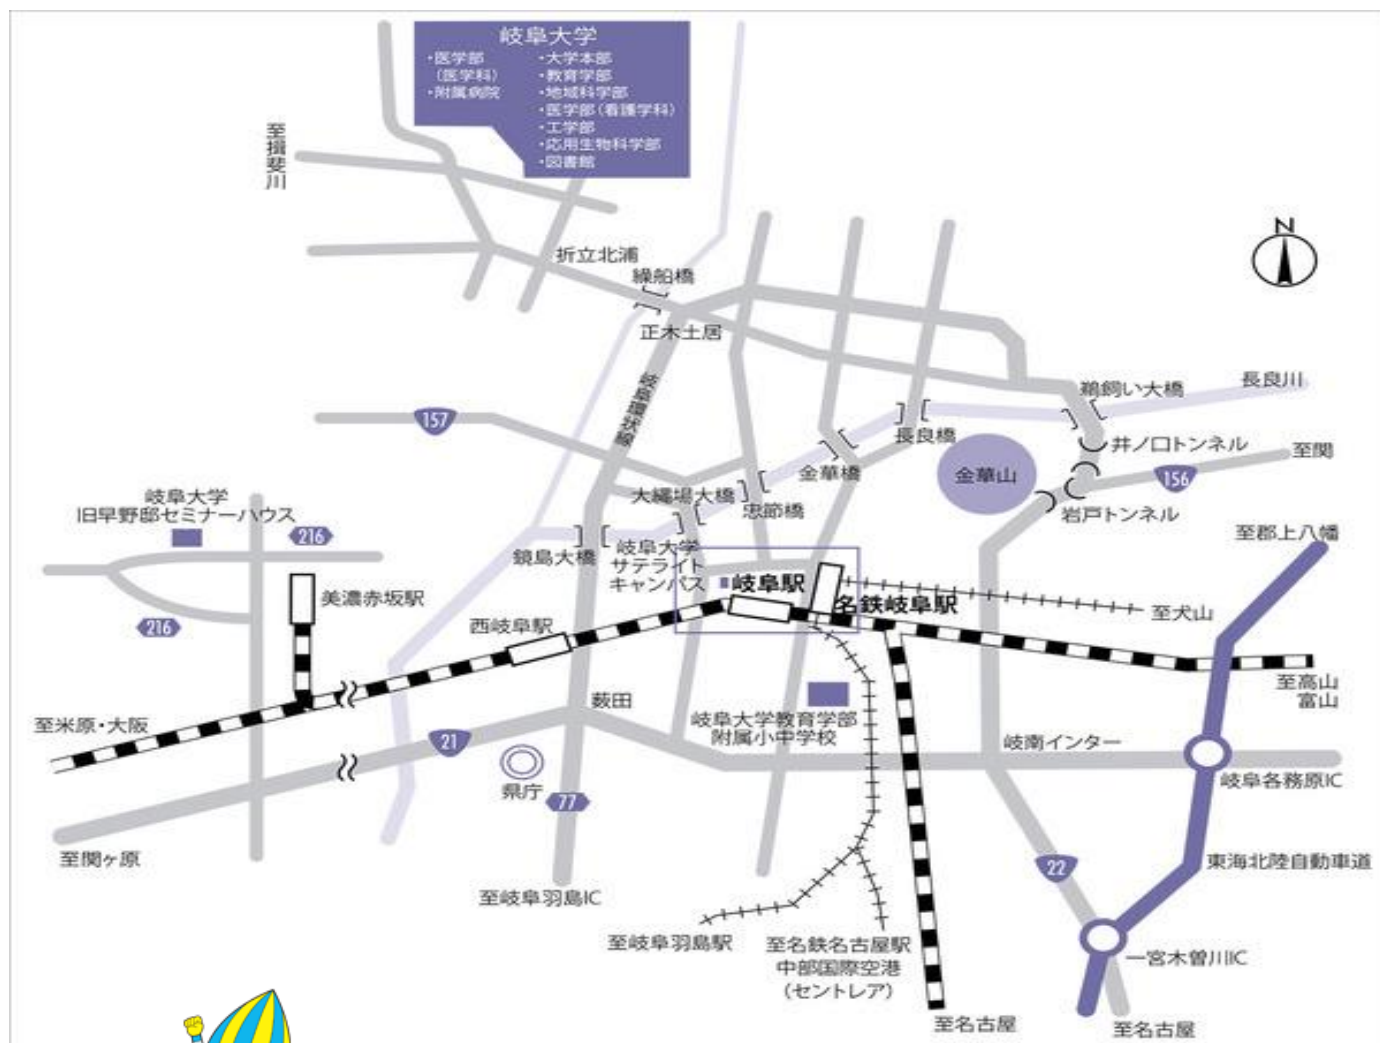 岐阜大学
・医学部
(医学科)
・附属病院
・大学本部
・教育学部
・地域科学部
・医学部(看護学科)
・工学部
・応用生物科学部
・図書館
至揖斐川
N
折立北浦
繰船橋
正木土居
岐阜環状線
157
鵜飼い大橋
長良川
長良橋
井ノ口トンネル
至関
金華橋
金華山
156
大縄場大橋
忠節橋
岩戸トンネル
岐阜大学
旧早野邸セミナーハウス
216
鏡島大橋
岐阜大学
サテライト
キャンパス
至郡上八幡
岐阜駅
美濃赤坂駅
名鉄岐阜駅
至犬山
216
西岐阜駅
至高山
富山
薮田
至米原・大阪
岐阜大学教育学部
附属小中学校
21
岐南インター
県庁
77
岐阜各務原IC
至関ヶ原
22
東海北陸自動車道
至岐阜羽島IC
至岐阜羽島駅
至名鉄名古屋駅
中部国際空港
(セントレア)
一宮木曽川IC
至名古屋
至名古屋